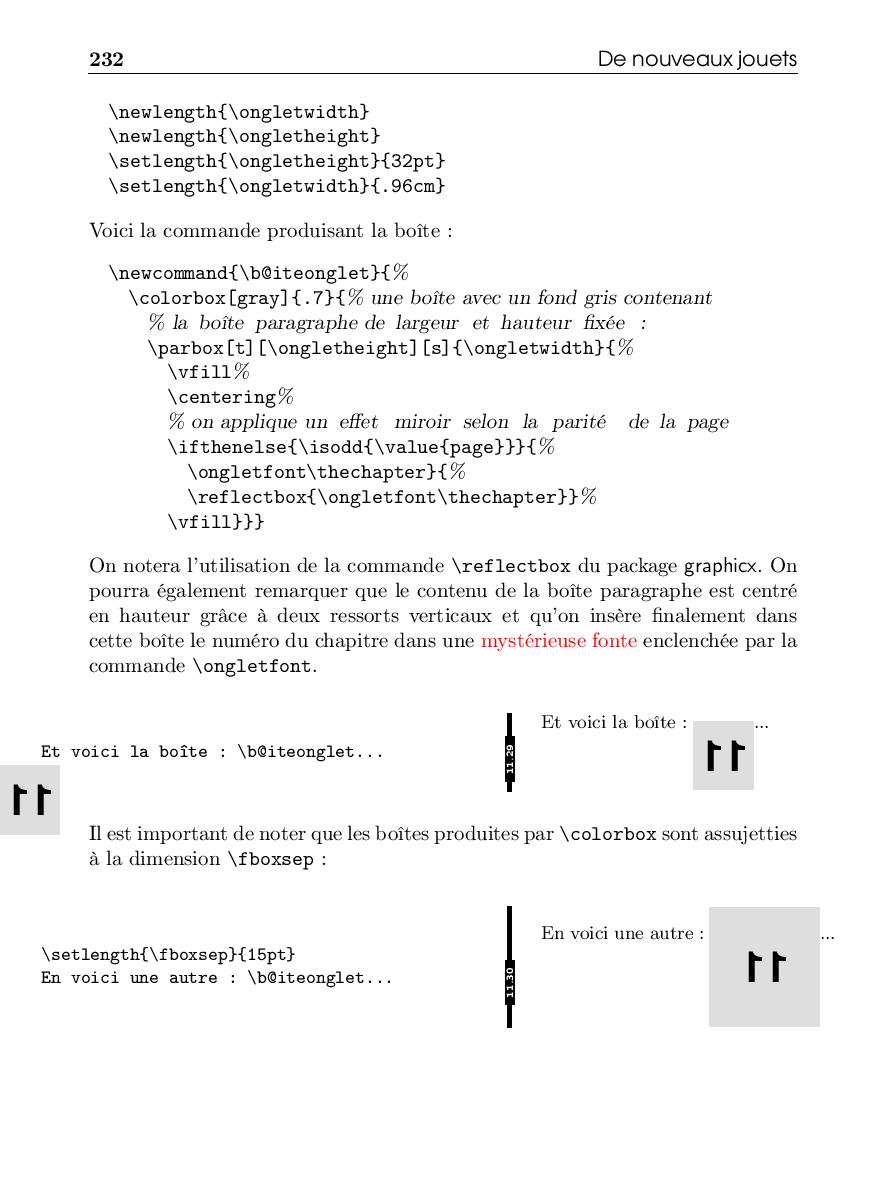 232 De nouveaux jouets
\newlength{\ongletwidth}
\newlength{\ongletheight}
\setlength{\ongletheight}{32pt}
\setlength{\ongletwidth}{.96cm}
Voici la commande produisant la boîte :
\newcommand{\b@iteonglet}{%
\colorbox[gray]{.7}{% une boîte avec un fond gris contenant
% la boîte paragraphe de largeur et hauteur fixée :
\parbox[t][\ongletheight][s]{\ongletwidth}{%
\vfill%
\centering%
% on applique un effet miroir selon la parité de la page
\ifthenelse{\isodd{\value{page}}}{%
\ongletfont\thechapter}{%
\reflectbox{\ongletfont\thechapter}}%
\vfill}}}
On notera l'utilisation de la commande \reflectbox du package graphicx. On
pourra également remarquer que le contenu de la boîte paragraphe est centré
en hauteur grâce à deux ressorts verticaux et qu'on insère finalement dans
cette boîte le numéro du chapitre dans une mystérieuse fonte enclenchée par la
commande \ongletfont.
Et voici la boîte : \b@iteonglet...
11.29
Et voici la boîte : 11...
11
Il est important de noter que les boîtes produites par \colorbox sont assujetties
à la dimension \fboxsep :
\setlength{\fboxsep}{15pt}
En voici une autre : \b@iteonglet...
11.30
En voici une autre : 11...